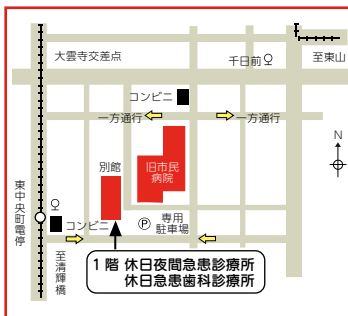 大雲寺交差点
千日前
至東山
コンビニ
一方通行
一方通行
N
別館
旧市民
病院
東中央町電停
コンビニ
P
専用
駐車場
至清輝橋
1階 休日夜間急患診療所
休日急患歯科診療所